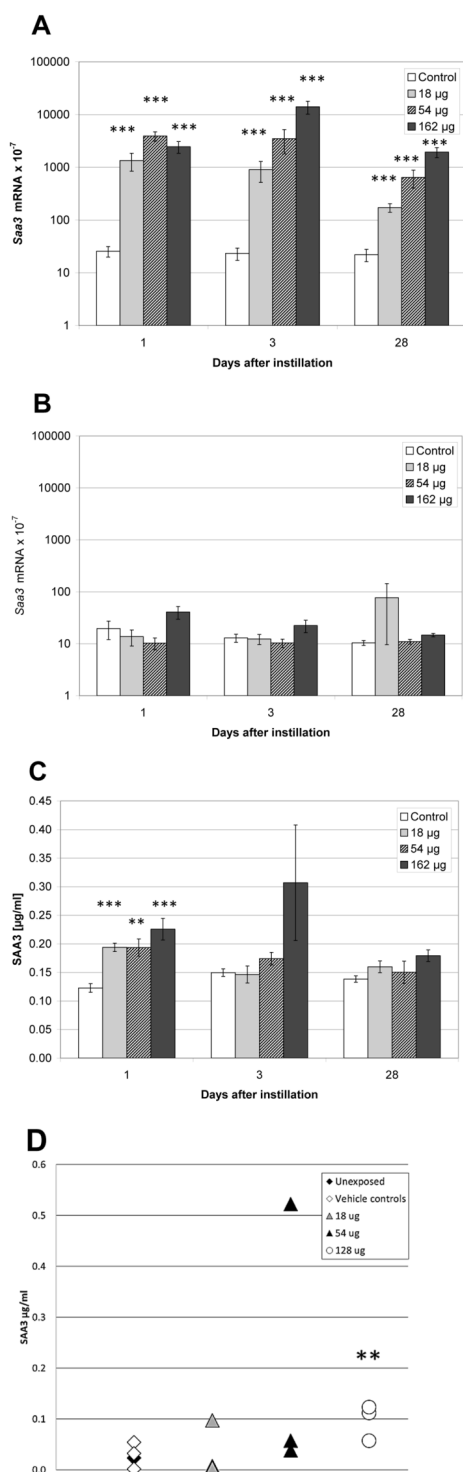 A
100000
10000
1000
100
10
1
Saa3 mRNA x 10⁻⁷
***
***
***
***
***
***
***
***
***
Control
18 µg
54 µg
162 µg
1
3
28
Days after instillation
B
100000
10000
1000
100
10
1
Saa3 mRNA x 10⁻⁷
Control
18 µg
54 µg
162 µg
1
3
28
Days after instillation
C
0.45
0.40
0.35
0.30
0.25
0.20
0.15
0.10
0.05
0.00
SAA3 [µg/ml]
***
**
***
Control
18 µg
54 µg
162 µg
1
3
28
Days after instillation
D
0.6
0.5
0.4
0.3
0.2
0.1
0.0
SAA3 µg/ml
Unexposed
Vehicle controls
18 ug
54 ug
128 ug
**